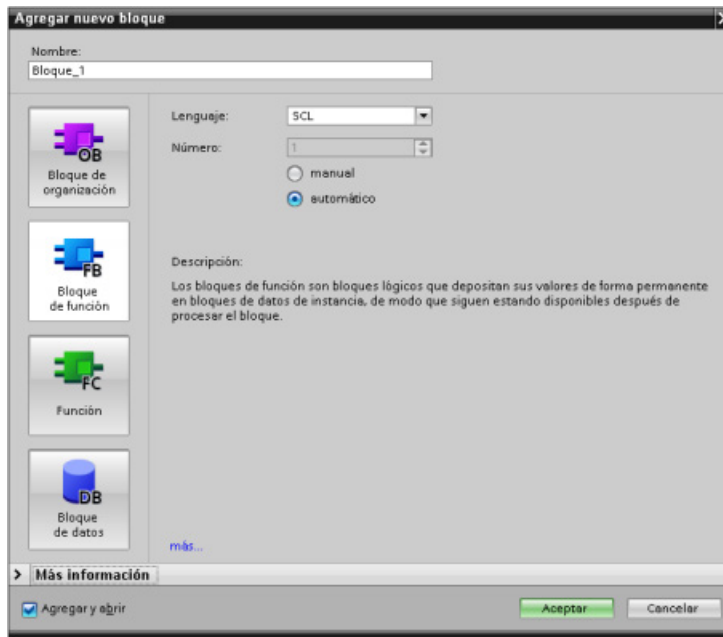 Agregar nuevo bloque
Nombre:
Bloque_1
OB
Bloque de
organización
FB
Bloque
de función
FC
Función
DB
Bloque
de datos
Lenguaje:
SCL
Número:
1
manual
automático
Descripción:
Los bloques de función son bloques lógicos que depositan sus valores de forma permanente
en bloques de datos de instancia, de modo que siguen estando disponibles después de
procesar el bloque.
más...
> Más información
Agregar y abrir
Aceptar
Cancelar